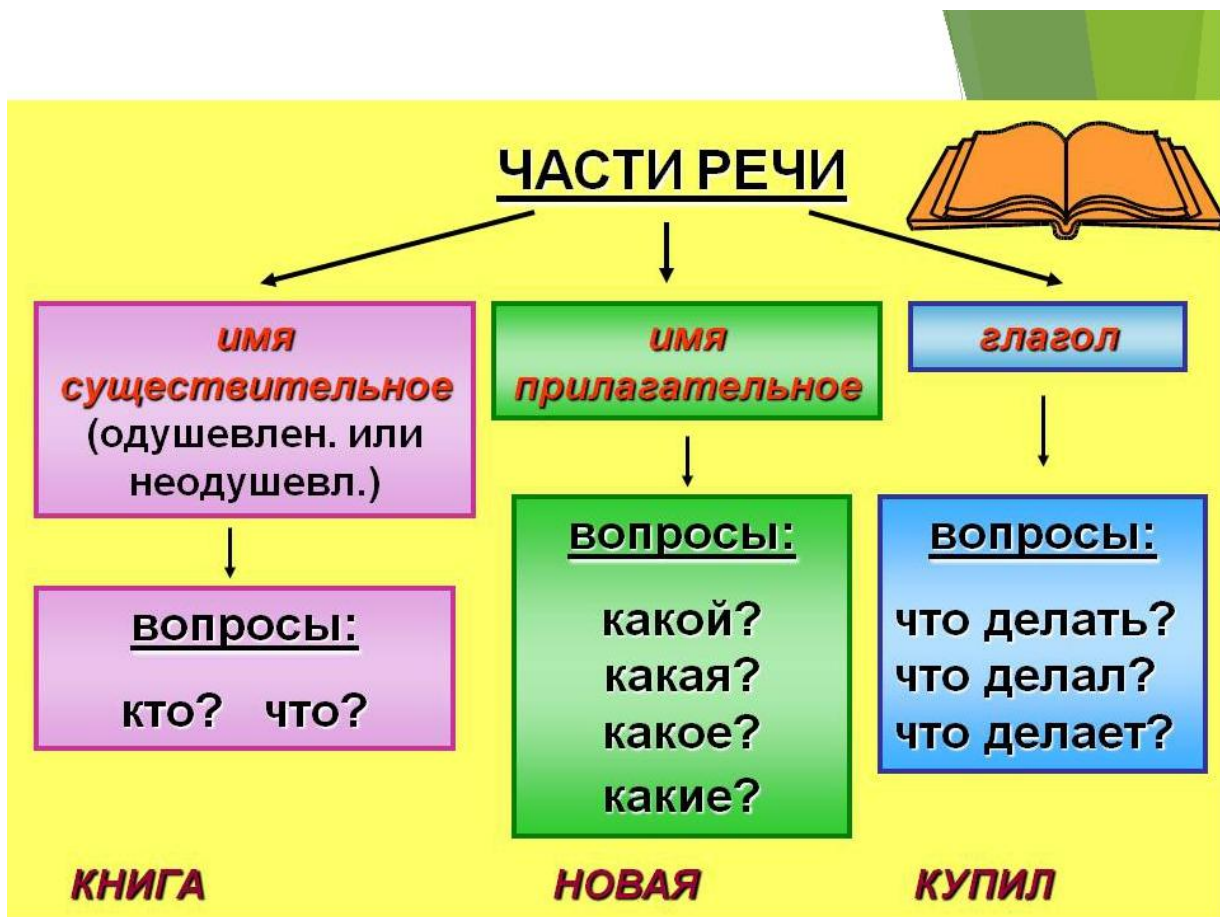 ЧАСТИ РЕЧИ
имя
существительное
(одушевлен. или
неодушевл.)
вопросы:
кто? что?
имя
прилагательное
вопросы:
какой?
какая?
какое?
какие?
глагол
вопросы:
что делать?
что делал?
что делает?
КНИГА
НОВАЯ
КУПИЛ